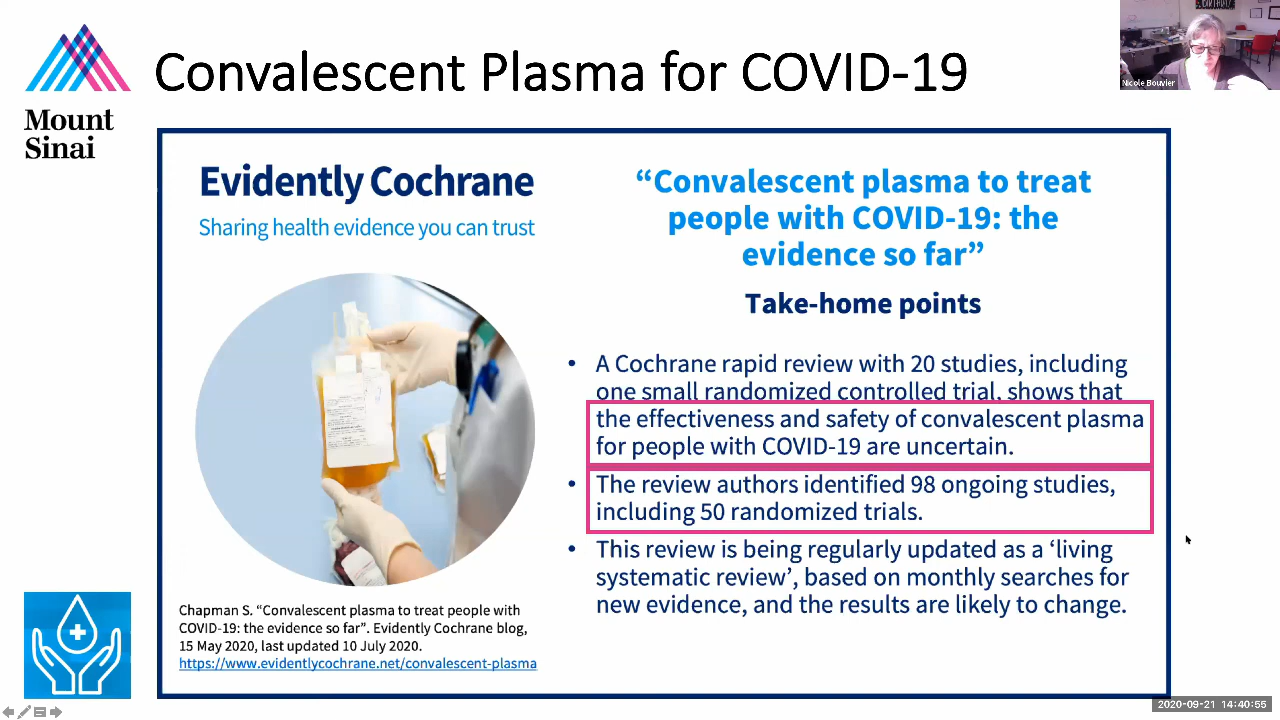 Mount
Sinai
Convalescent Plasma for COVID-19
Nicole Bouvier
Evidently Cochrane
Sharing health evidence you can trust
“Convalescent plasma to treat
people with COVID-19: the
evidence so far”
Take-home points
• A Cochrane rapid review with 20 studies, including
one small randomized controlled trial, shows that
the effectiveness and safety of convalescent plasma
for people with COVID-19 are uncertain.
• The review authors identified 98 ongoing studies,
including 50 randomized trials.
• This review is being regularly updated as a ‘living
systematic review’, based on monthly searches for
new evidence, and the results are likely to change.
Chapman S. “Convalescent plasma to treat people with
COVID-19: the evidence so far”. Evidently Cochrane blog,
15 May 2020, last updated 10 July 2020.
https://www.evidentlycochrane.net/convalescent-plasma
2020-09-21 14:40:55